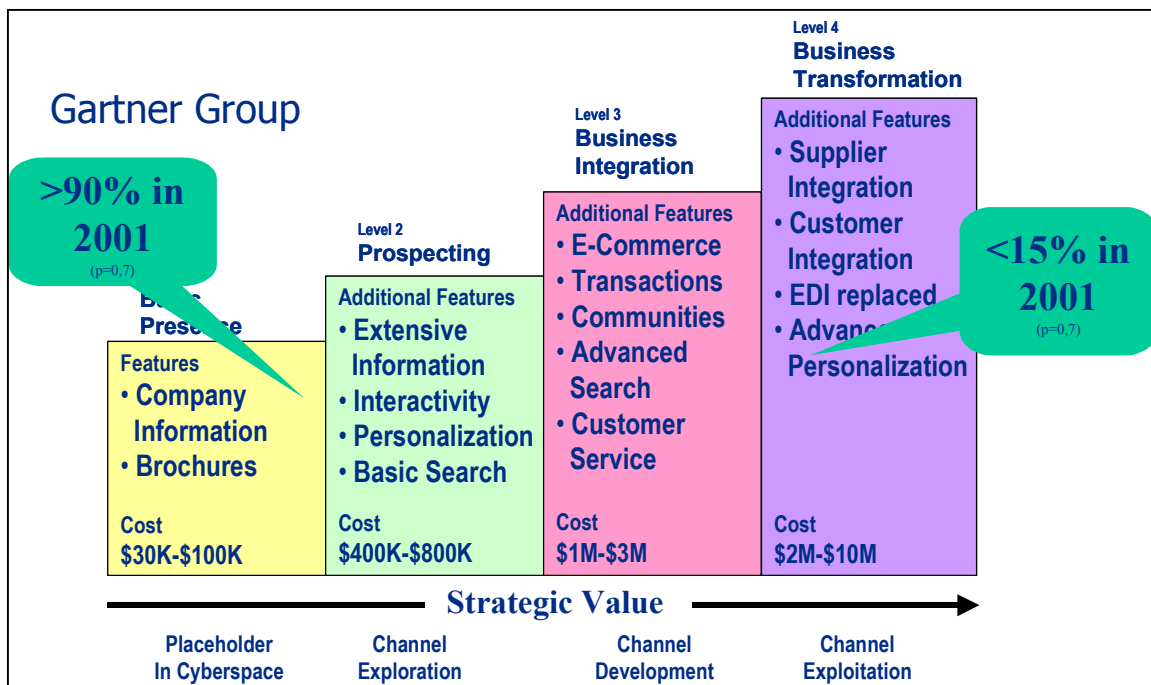 Gartner Group
>90% in
2001
(p=0,7)
Presence
Features
• Company
Information
• Brochures
Cost
$30K-$100K
Level 2
Prospecting
Additional Features
• Extensive
Information
• Interactivity
• Personalization
• Basic Search
Cost
$400K-$800K
Level 3
Business
Integration
Additional Features
• E-Commerce
• Transactions
• Communities
• Advanced
Search
• Customer
Service
Cost
$1M-$3M
Level 4
Business
Transformation
Additional Features
• Supplier
Integration
• Customer
Integration
• EDI replaced
•
Personalization
Cost
$2M-$10M
<15% in
2001
(p=0,7)
Strategic Value
Placeholder
In Cyberspace
Channel
Exploration
Channel
Development
Channel
Exploitation